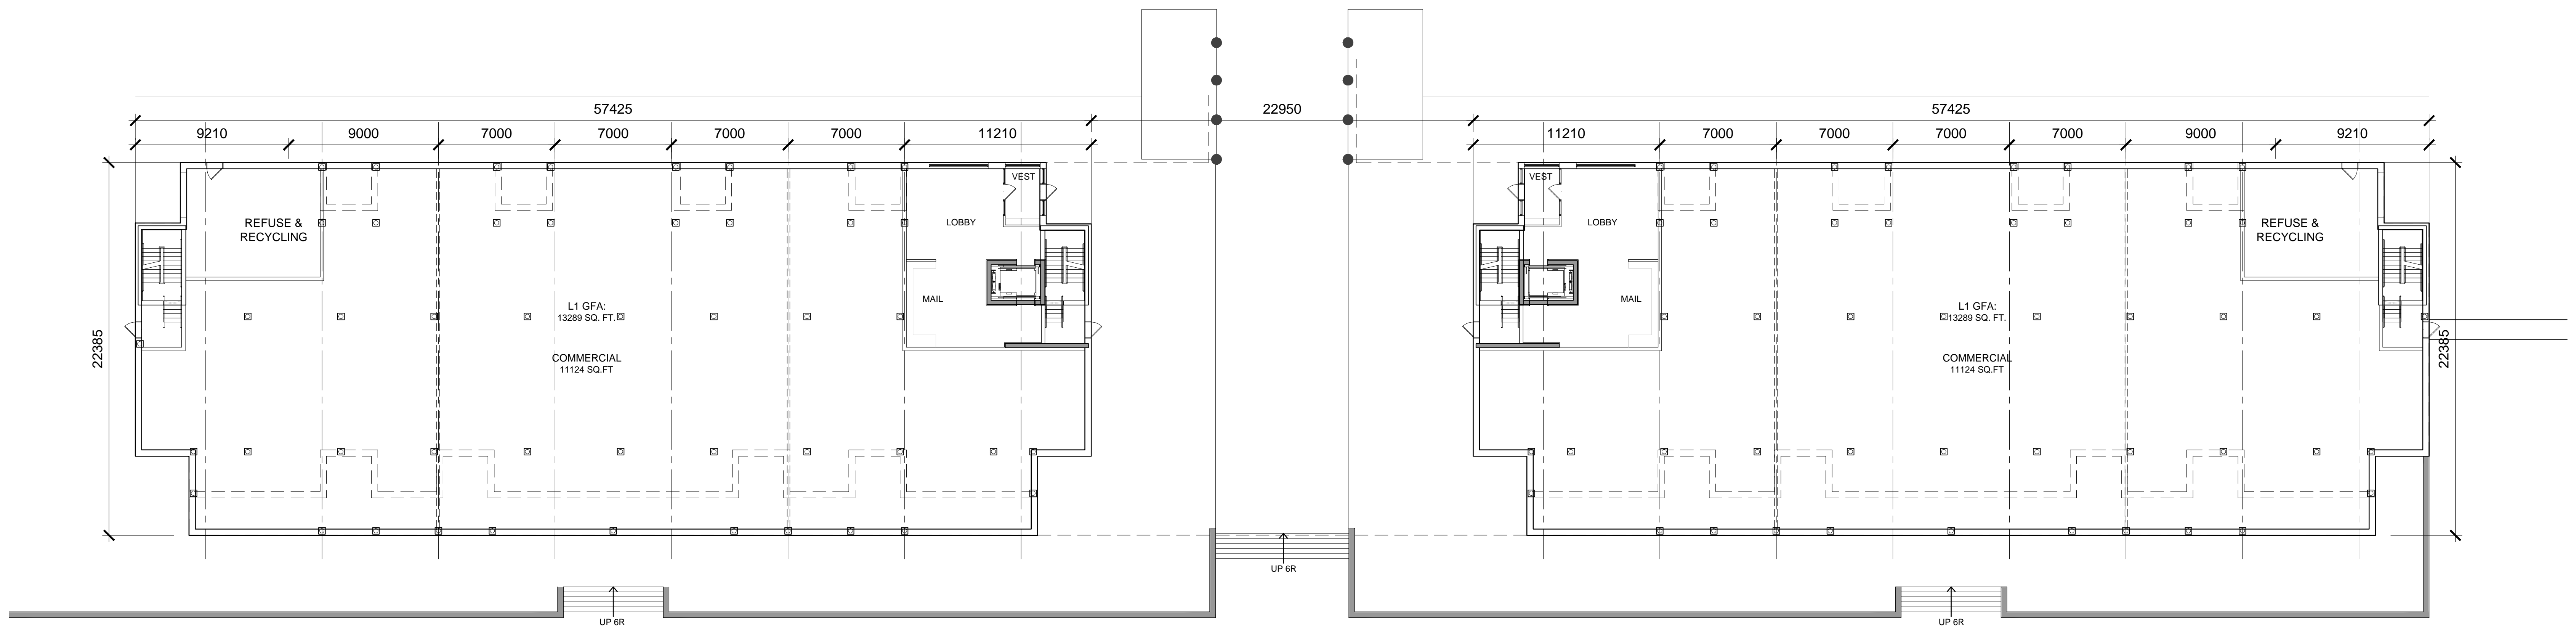 57425
22950
57425
9210
9000
7000
7000
7000
7000
11210
11210
7000
7000
7000
7000
9000
9210
VEST
VEST
REFUSE &
RECYCLING
LOBBY
LOBBY
REFUSE &
RECYCLING
MAIL
MAIL
L1 GFA:
13289 SQ. FT.
L1 GFA:
13289 SQ. FT.
22385
22385
COMMERCIAL
11124 SQ.FT
COMMERCIAL
11124 SQ.FT
UP 6R
UP 6R
UP 6R